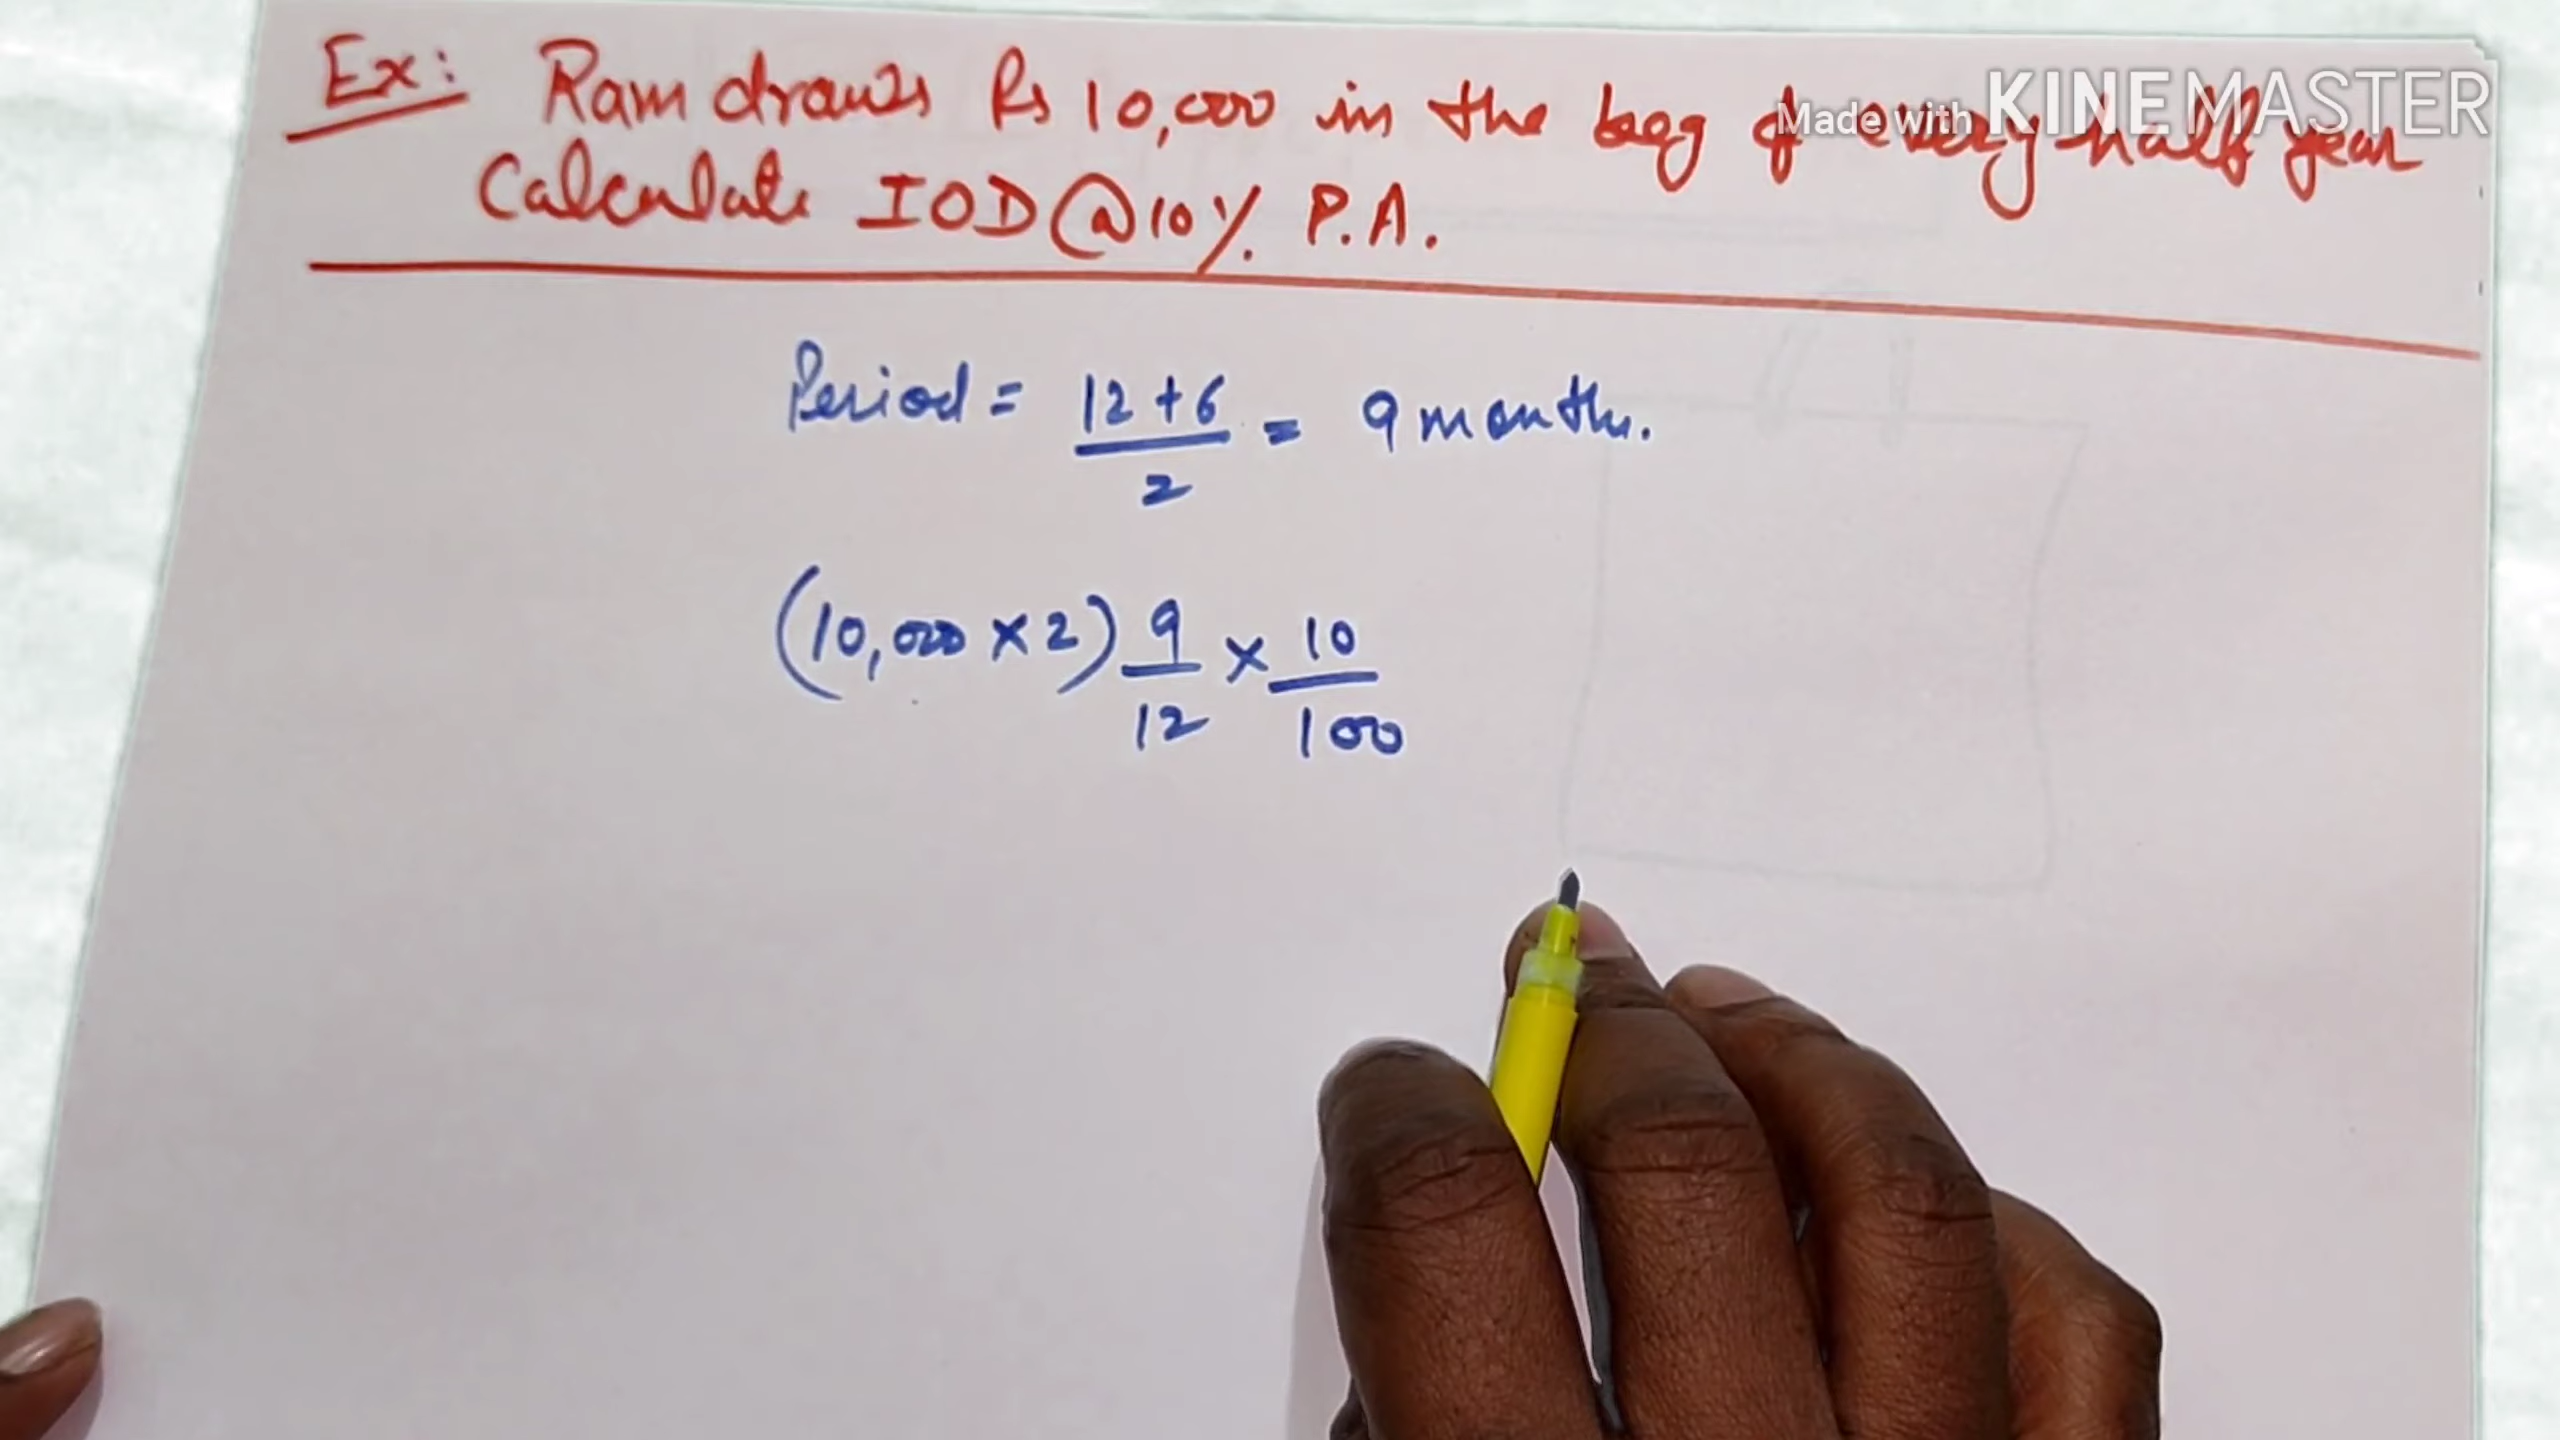 Ex: Ram draws Rs 10,000 in the beg of every half year
Made with KINEMASTER
Calculate IOD @ 10% P.A.
Period = 12 + 6 / 2 = 9 months.
(10,000 × 2) 9/12 × 10/100